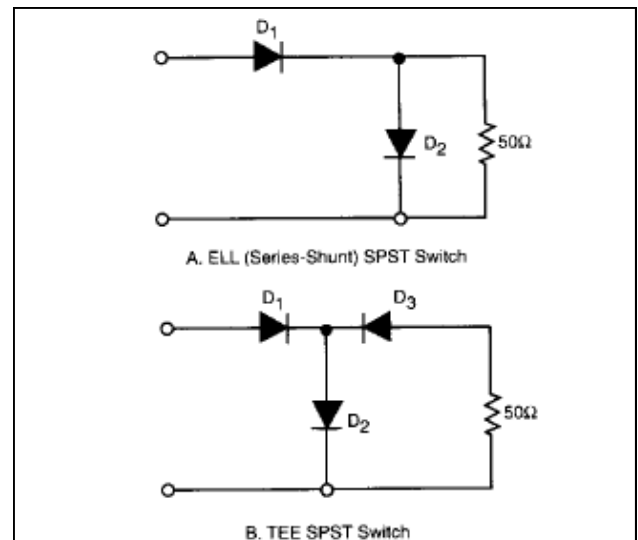 D1
D2
50Ω
A. ELL (Series-Shunt) SPST Switch
D1
D3
D2
50Ω
B. TEE SPST Switch